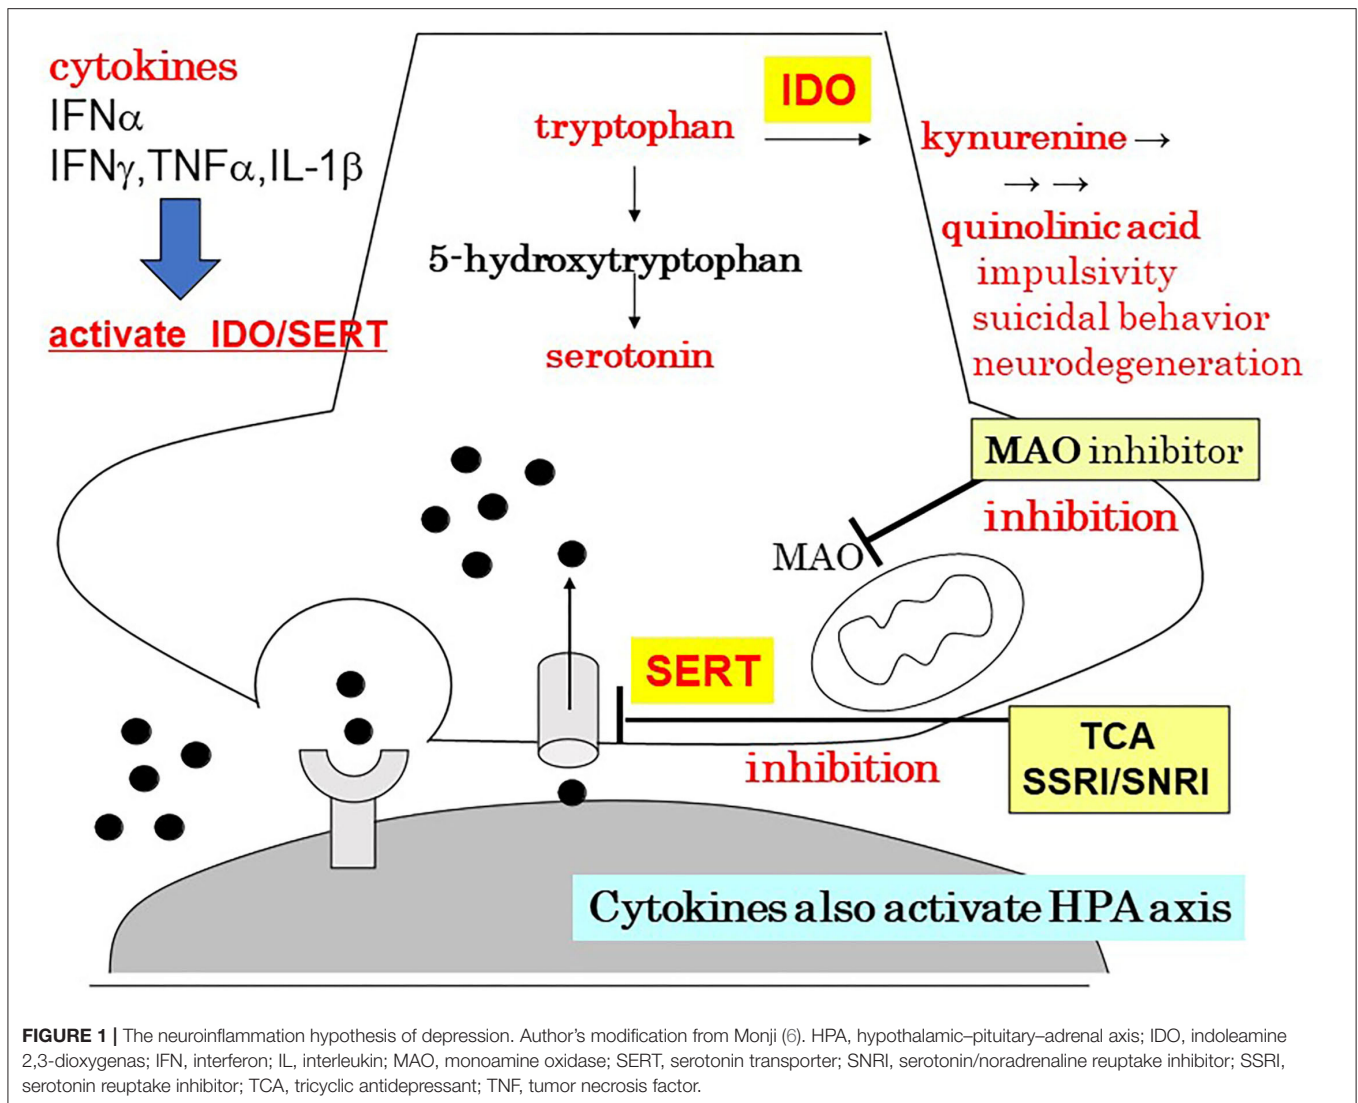 cytokines
IFNα
IFNγ,TNFα,IL-1β
activate IDO/SERT
IDO
tryptophan
kynurenine →
→ →
5-hydroxytryptophan
quinolinic acid
impulsivity
suicidal behavior
neurodegeneration
serotonin
MAO inhibitor
inhibition
MAO
SERT
TCA
SSRI/SNRI
inhibition
Cytokines also activate HPA axis
FIGURE 1 | The neuroinflammation hypothesis of depression. Author's modification from Monji (6). HPA, hypothalamic–pituitary–adrenal axis; IDO, indoleamine
2,3-dioxygenas; IFN, interferon; IL, interleukin; MAO, monoamine oxidase; SERT, serotonin transporter; SNRI, serotonin/noradrenaline reuptake inhibitor; SSRI,
serotonin reuptake inhibitor; TCA, tricyclic antidepressant; TNF, tumor necrosis factor.